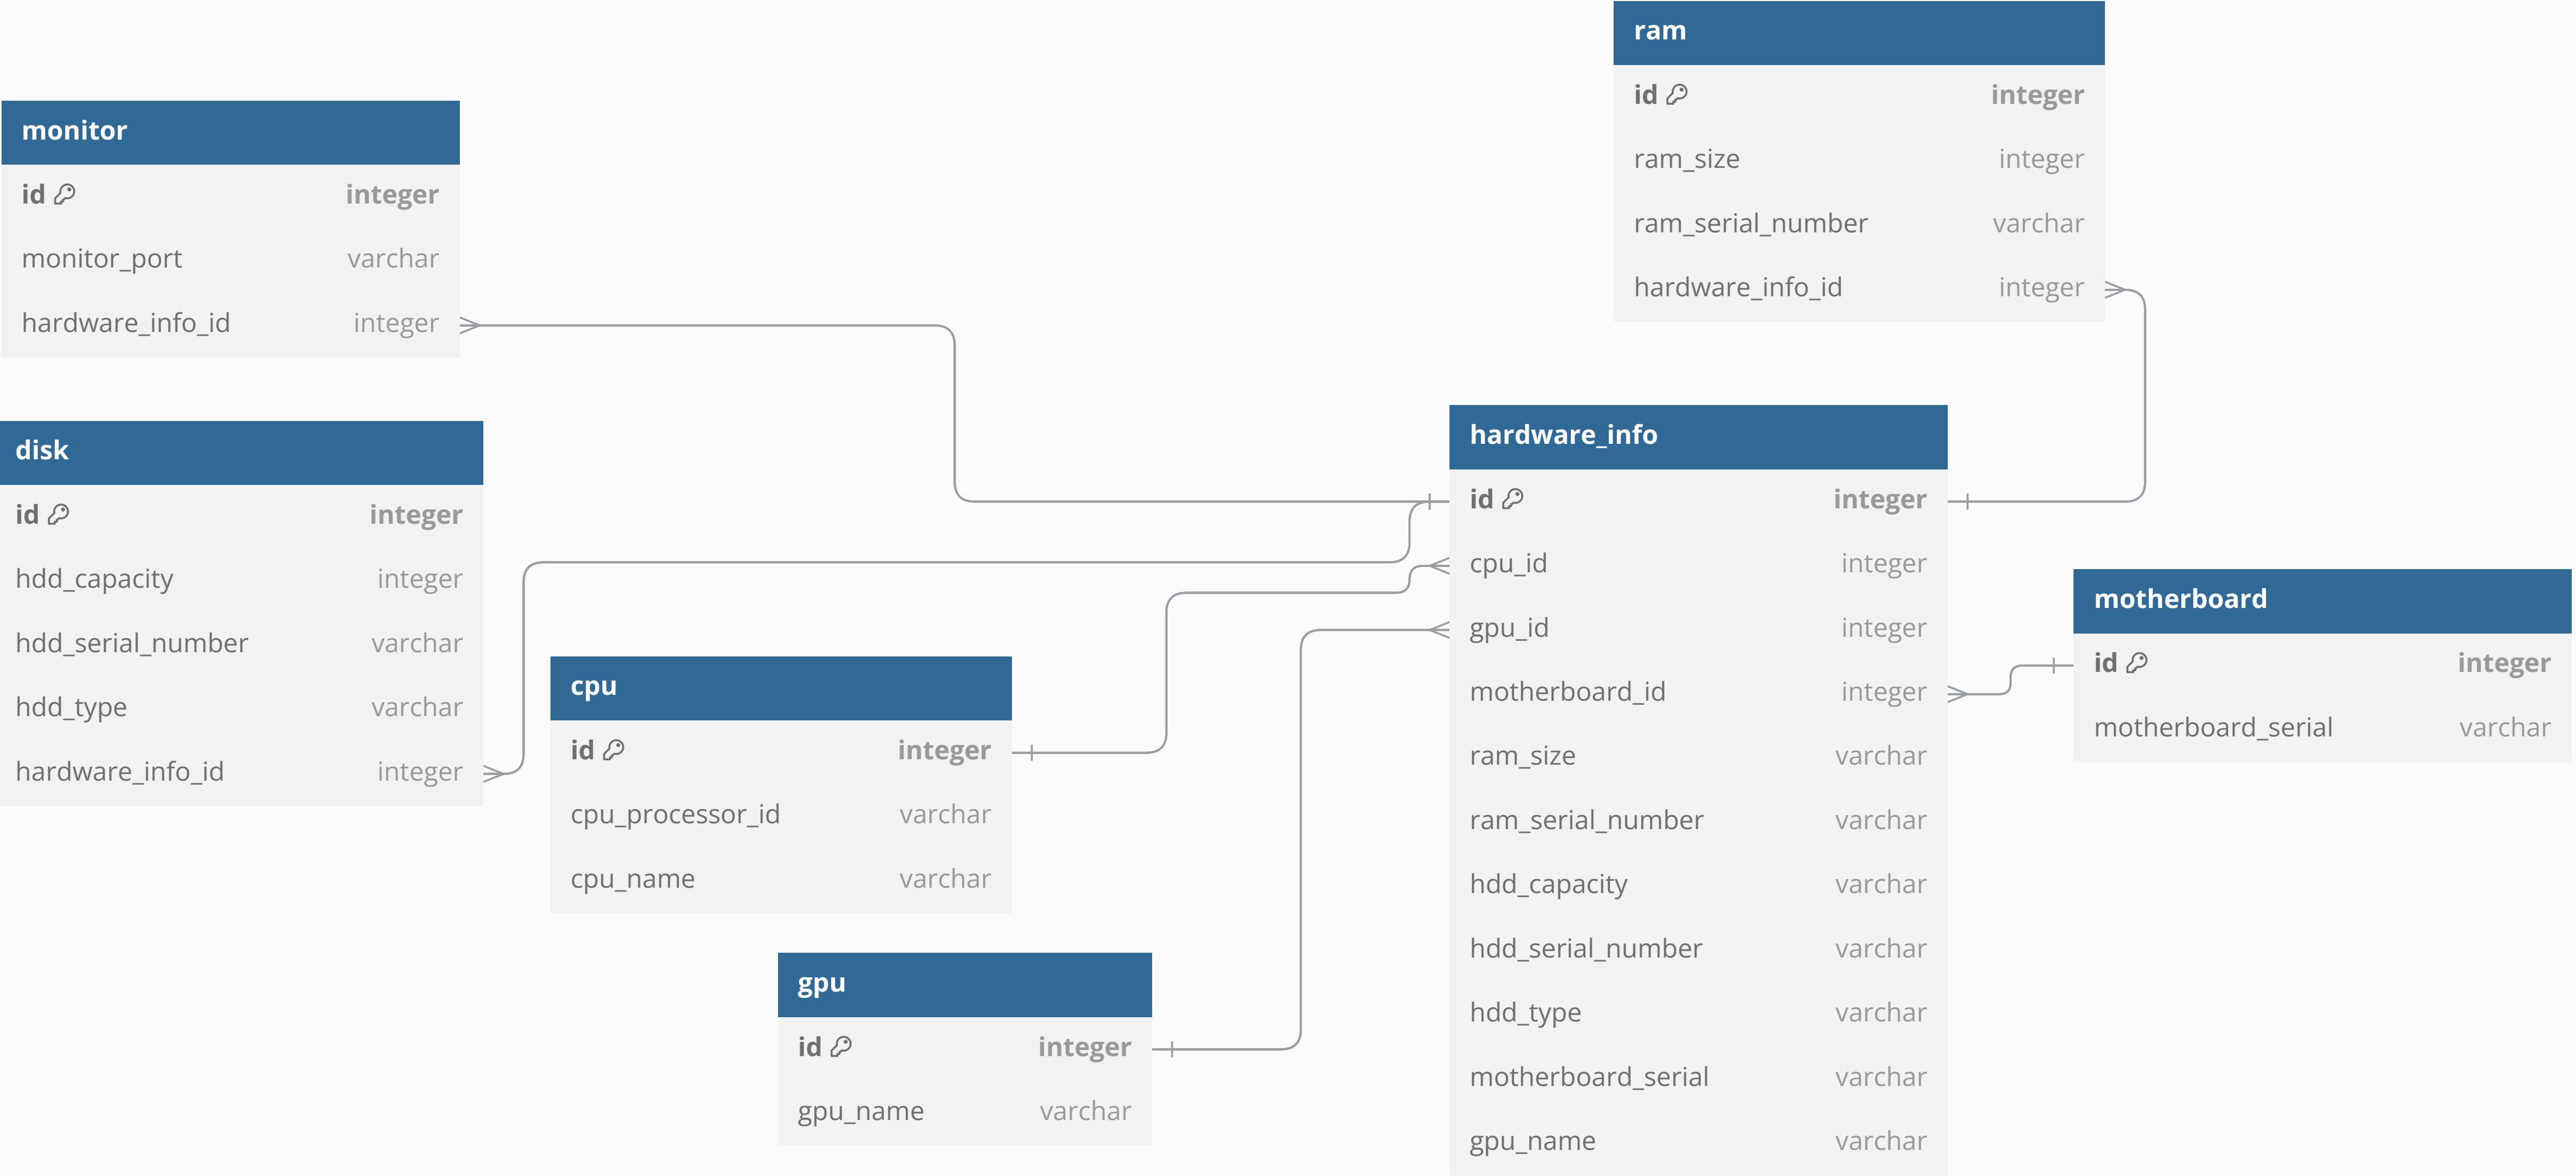 ram
id integer
ram_size integer
ram_serial_number varchar
hardware_info_id integer
monitor
id integer
monitor_port varchar
hardware_info_id integer
disk
id integer
hdd_capacity integer
hdd_serial_number varchar
hdd_type varchar
hardware_info_id integer
cpu
id integer
cpu_processor_id varchar
cpu_name varchar
gpu
id integer
gpu_name varchar
hardware_info
id integer
cpu_id integer
gpu_id integer
motherboard_id integer
ram_size varchar
ram_serial_number varchar
hdd_capacity varchar
hdd_serial_number varchar
hdd_type varchar
motherboard_serial varchar
gpu_name varchar
motherboard
id integer
motherboard_serial varchar